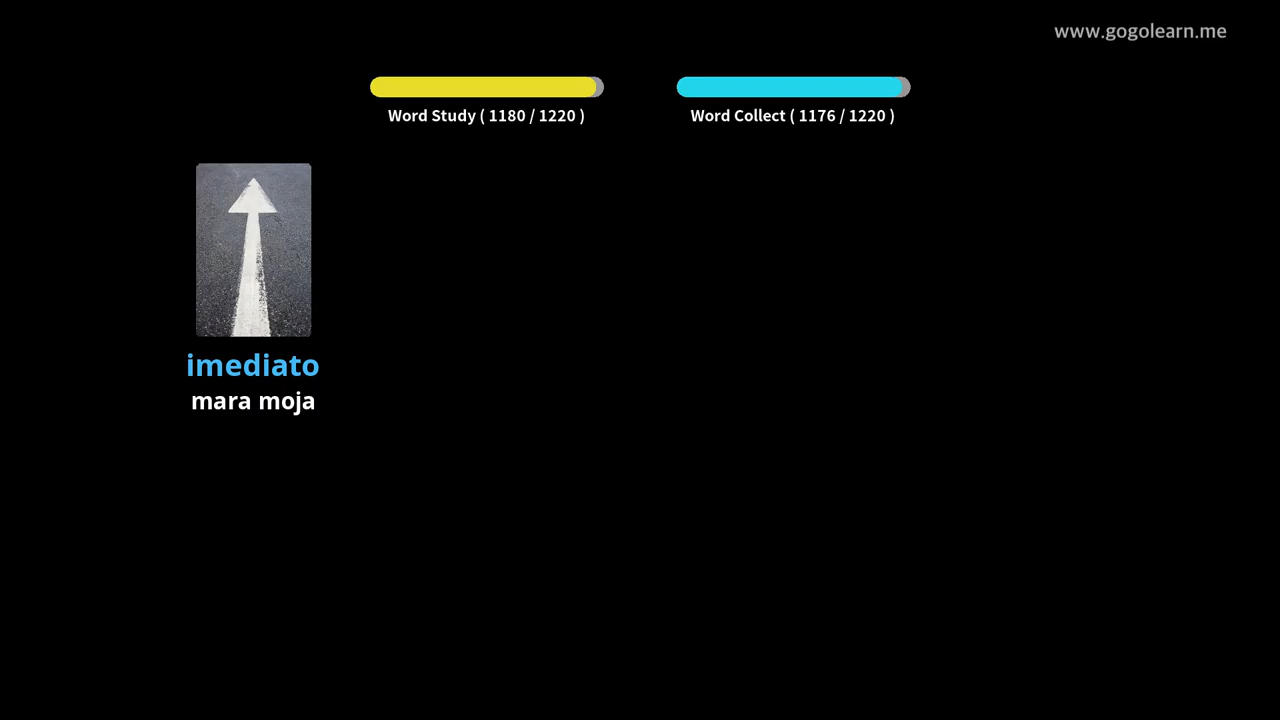 www.gogolearn.me
Word Study ( 1180 / 1220 )
Word Collect ( 1176 / 1220 )
imediato
mara moja